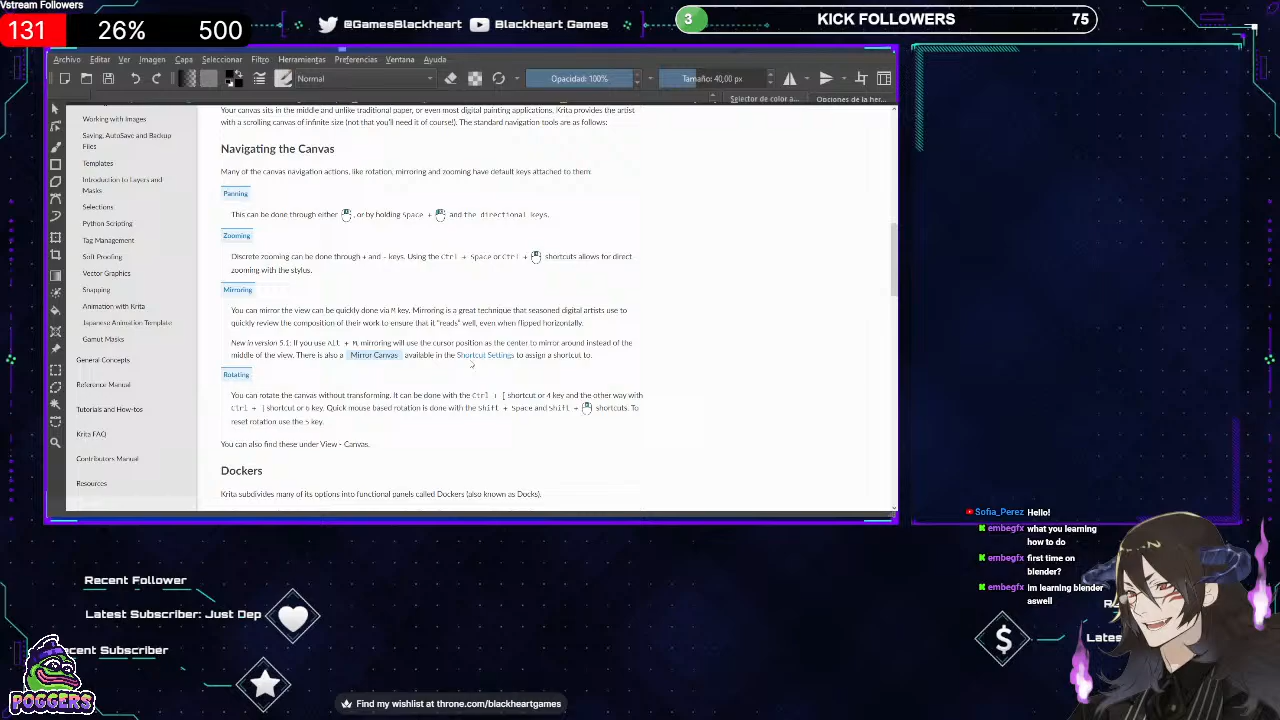 Vstream Followers
131 26% 500
@GamesBlackheart Blackheart Games
3 KICK FOLLOWERS 75
Archivo Editar Ver Imagen Capa Seleccionar Filtro Herramientas Preferencias Ventana Ayuda
Normal Opacidad: 100% Tamaño: 40,00 px
Selector de color a... Opciones de la her...
Working with Images
Saving, AutoSave and Backup
Files
Templates
Introduction to Layers and
Masks
Selections
Python Scripting
Tag Management
Soft Proofing
Vector Graphics
Snapping
Animation with Krita
Japanese Animation Template
Gamut Masks
General Concepts
Reference Manual
Tutorials and How-tos
Krita FAQ
Contributors Manual
Resources
Your canvas sits in the middle and unlike traditional paper, or even most digital painting applications, Krita provides the artist
with a scrolling canvas of infinite size (not that you'll need it of course!). The standard navigation tools are as follows:
Navigating the Canvas
Many of the canvas navigation actions, like rotation, mirroring and zooming have default keys attached to them:
Panning
This can be done through either , or by holding Space + and the directional keys.
Zooming
Discrete zooming can be done through + and - keys. Using the Ctrl + Space or Ctrl + shortcuts allows for direct
zooming with the stylus.
Mirroring
You can mirror the view can be quickly done via M key. Mirroring is a great technique that seasoned digital artists use to
quickly review the composition of their work to ensure that it "reads" well, even when flipped horizontally.
New in version 5.1: If you use Alt + M, mirroring will use the cursor position as the center to mirror around instead of the
middle of the view. There is also a Mirror Canvas available in the Shortcut Settings to assign a shortcut to.
Rotating
You can rotate the canvas without transforming. It can be done with the Ctrl + [ shortcut or 4 key and the other way with
Ctrl + ] shortcut or 6 key. Quick mouse based rotation is done with the Shift + Space and Shift + shortcuts. To
reset rotation use the 5 key.
You can also find these under View ‣ Canvas.
Dockers
Krita subdivides many of its options into functional panels called Dockers (also known as Docks).
Sofia_Perez Hello!
embegfx what you learning
how to do
embegfx first time on
blender?
embegfx im learning blender
aswell
Recent Follower
Latest Subscriber: Just Dep
ecent Subscriber
Lates
$
POGGERS
Find my wishlist at throne.com/blackheartgames